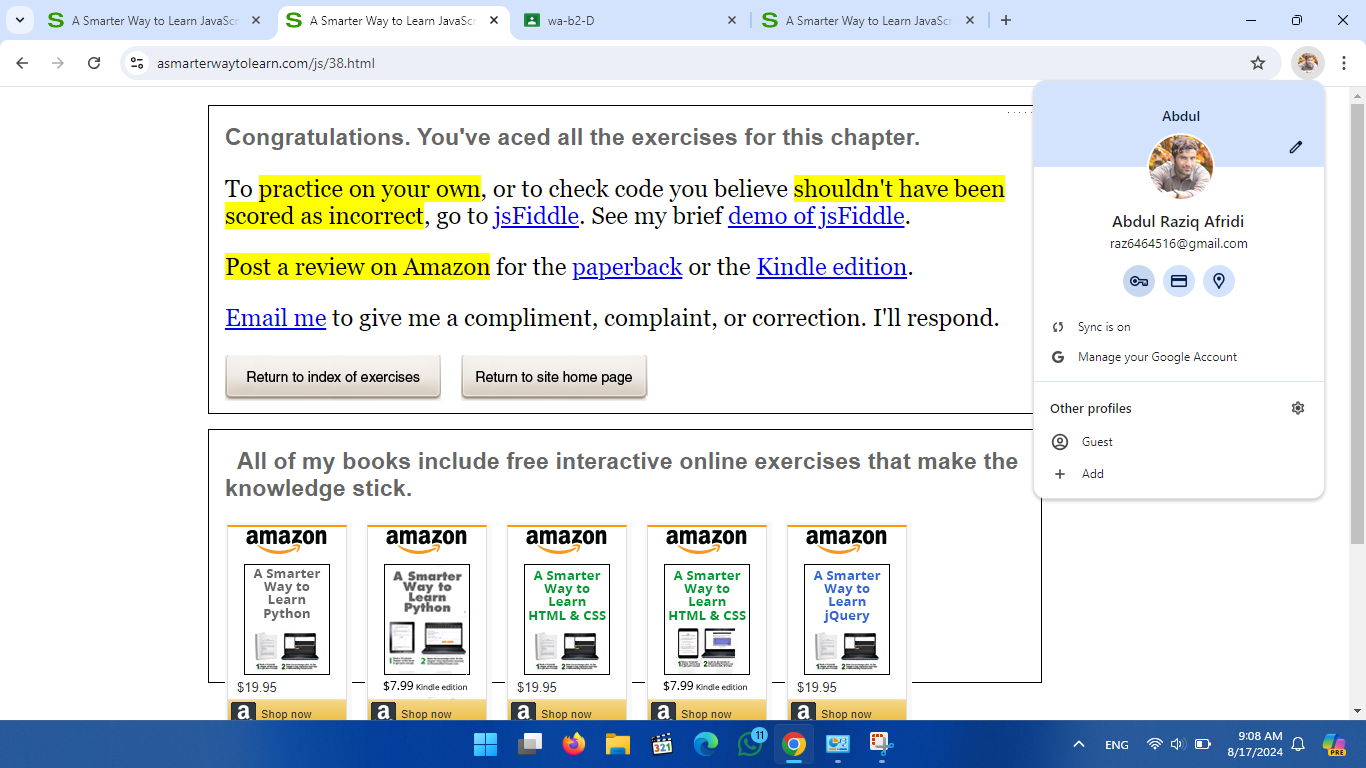 A Smarter Way to Learn JavaScr
A Smarter Way to Learn JavaScr
wa-b2-D
A Smarter Way to Learn JavaScr
asmarterwaytolearn.com/js/38.html
Congratulations. You've aced all the exercises for this chapter.
To practice on your own, or to check code you believe shouldn't have been
scored as incorrect, go to jsFiddle. See my brief demo of jsFiddle.
Post a review on Amazon for the paperback or the Kindle edition.
Email me to give me a compliment, complaint, or correction. I'll respond.
Return to index of exercises
Return to site home page
Abdul
Abdul Raziq Afridi
raz6464516@gmail.com
Sync is on
Manage your Google Account
Other profiles
Guest
Add
All of my books include free interactive online exercises that make the
knowledge stick.
amazon
A Smarter
Way to
Learn
Python
$19.95
Shop now
amazon
A Smarter
Way to
Learn
Python
$7.99 Kindle edition
Shop now
amazon
A Smarter
Way to
Learn
HTML & CSS
$19.95
Shop now
amazon
A Smarter
Way to
Learn
HTML & CSS
$7.99 Kindle edition
Shop now
amazon
A Smarter
Way to
Learn
jQuery
$19.95
Shop now
321
11
PRE
ENG
9:08 AM
8/17/2024